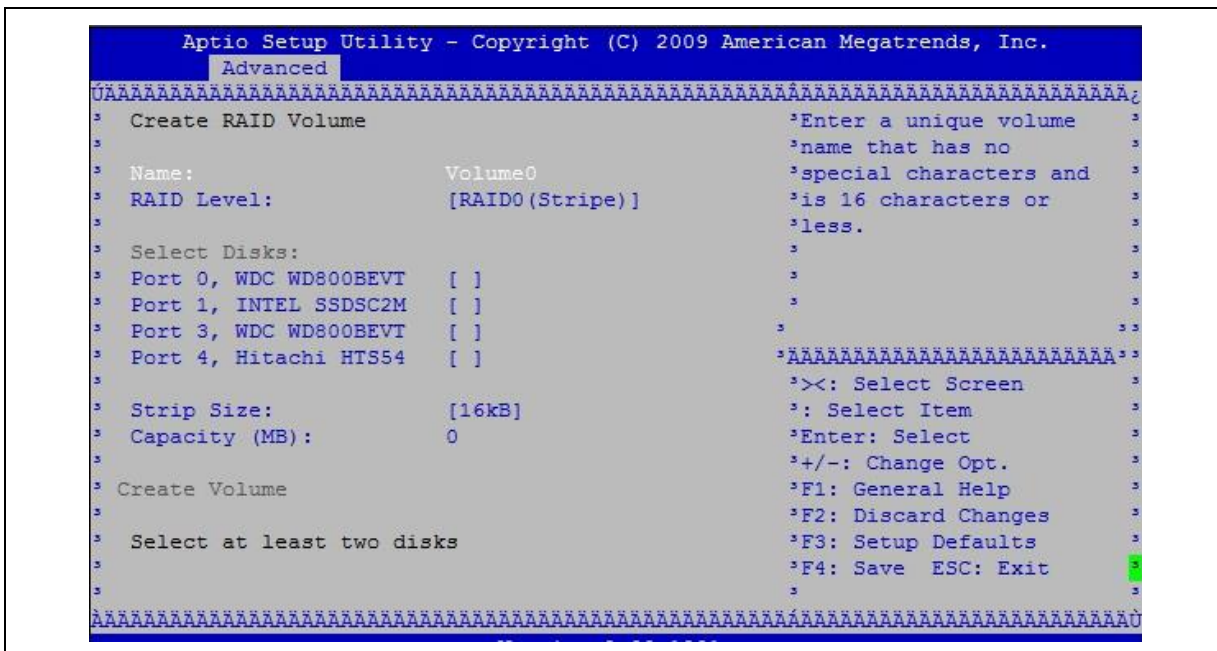 Aptio Setup Utility - Copyright (C) 2009 American Megatrends, Inc.
Advanced
Create RAID Volume
Name: Volume0
RAID Level: [RAID0(Stripe)]
Select Disks:
Port 0, WDC WD800BEVT [ ]
Port 1, INTEL SSDSC2M [ ]
Port 3, WDC WD800BEVT [ ]
Port 4, Hitachi HTS54 [ ]
Strip Size: [16kB]
Capacity (MB): 0
Create Volume
Select at least two disks
Enter a unique volume
name that has no
special characters and
is 16 characters or
less.
><: Select Screen
: Select Item
Enter: Select
+/-: Change Opt.
F1: General Help
F2: Discard Changes
F3: Setup Defaults
F4: Save ESC: Exit